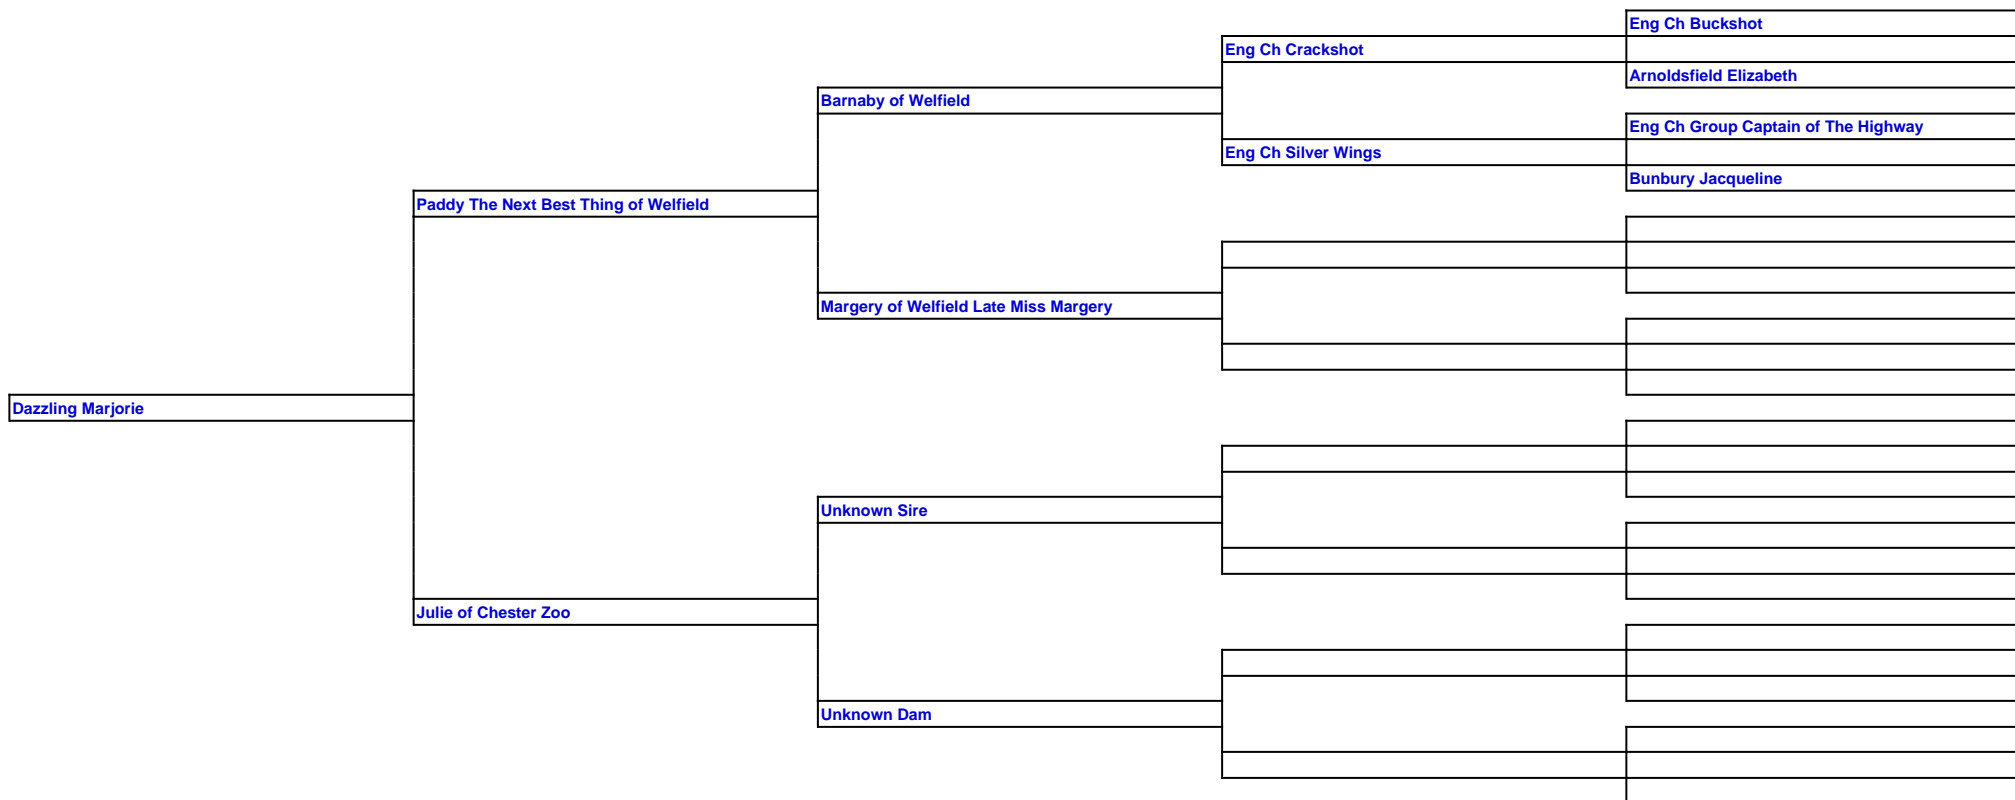 Eng Ch Buckshot
Eng Ch Crackshot
Arnoldsfield Elizabeth
Barnaby of Welfield
Eng Ch Group Captain of The Highway
Eng Ch Silver Wings
Bunbury Jacqueline
Paddy The Next Best Thing of Welfield
Margery of Welfield Late Miss Margery
Dazzling Marjorie
Unknown Sire
Julie of Chester Zoo
Unknown Dam